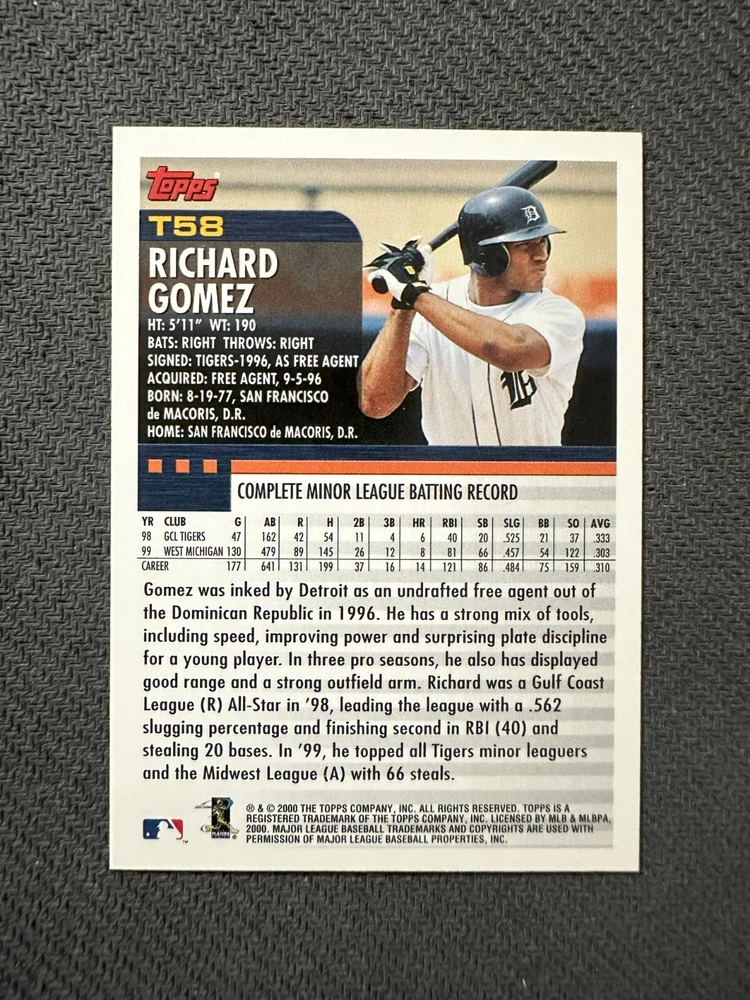 Topps
T58
RICHARD
GOMEZ
HT: 5'11" WT: 190
BATS: RIGHT THROWS: RIGHT
SIGNED: TIGERS-1996, AS FREE AGENT
ACQUIRED: FREE AGENT, 9-5-96
BORN: 8-19-77, SAN FRANCISCO
de MACORIS, D.R.
HOME: SAN FRANCISCO de MACORIS, D.R.
COMPLETE MINOR LEAGUE BATTING RECORD
YR CLUB G AB R H 2B 3B HR RBI SB SLG BB SO AVG
98 GCL TIGERS 47 162 42 54 11 4 6 40 20 .525 21 37 .333
99 WEST MICHIGAN 130 479 89 145 26 12 8 81 66 .457 54 122 .303
CAREER 177 641 131 199 37 16 14 121 86 .484 75 159 .310
Gomez was inked by Detroit as an undrafted free agent out of
the Dominican Republic in 1996. He has a strong mix of tools,
including speed, improving power and surprising plate discipline
for a young player. In three pro seasons, he also has displayed
good range and a strong outfield arm. Richard was a Gulf Coast
League (R) All-Star in '98, leading the league with a .562
slugging percentage and finishing second in RBI (40) and
stealing 20 bases. In '99, he topped all Tigers minor leaguers
and the Midwest League (A) with 66 steals.
® & © 2000 THE TOPPS COMPANY, INC. ALL RIGHTS RESERVED. TOPPS IS A
REGISTERED TRADEMARK OF THE TOPPS COMPANY, INC. LICENSED BY MLB & MLBPA,
2000. MAJOR LEAGUE BASEBALL TRADEMARKS AND COPYRIGHTS ARE USED WITH
PERMISSION OF MAJOR LEAGUE BASEBALL PROPERTIES, INC.